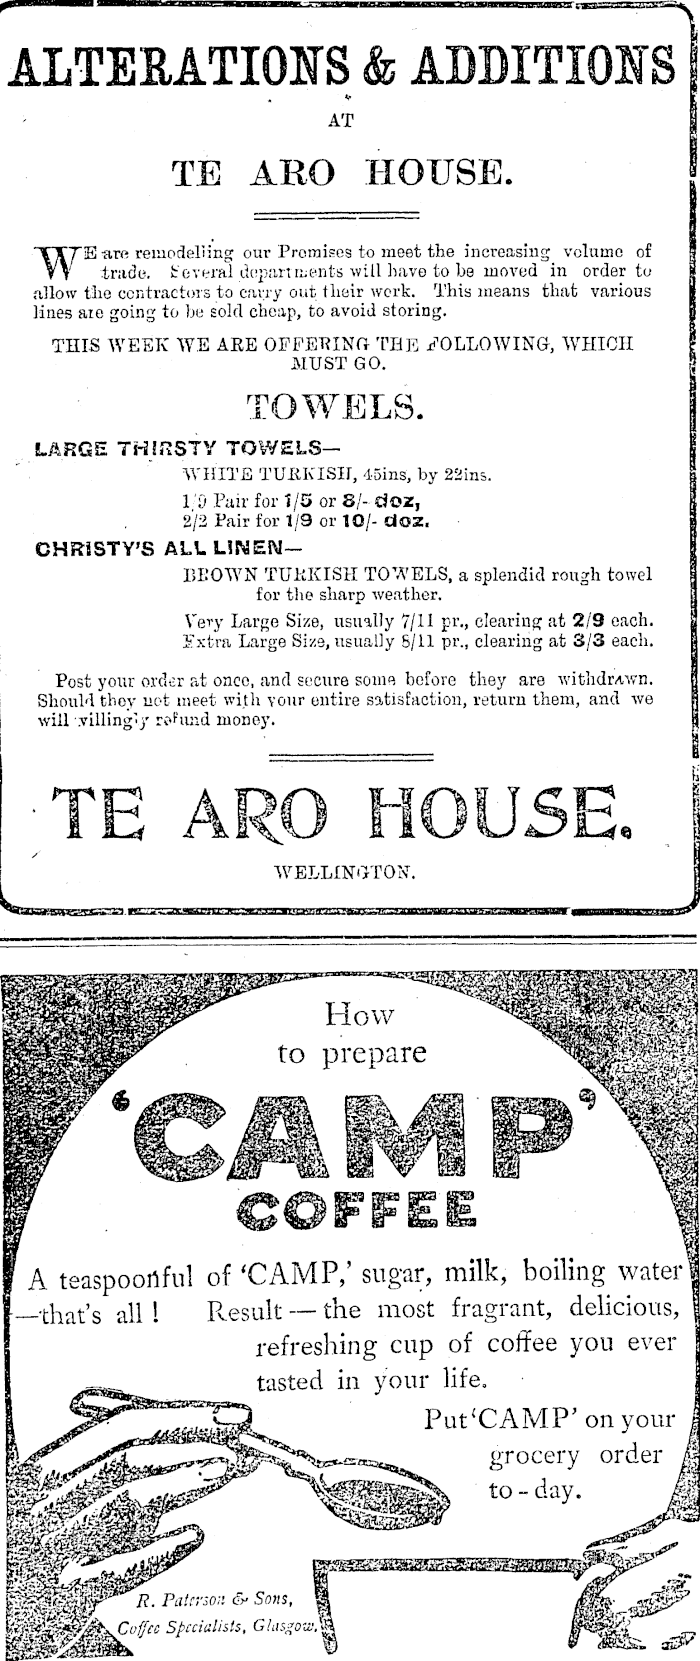 ALTERATIONS & ADDITIONS
AT
TE ARO HOUSE.
WE are remodelling our Premises to meet the increasing volume of
trade. Several departments will have to be moved in order to
allow the contractors to carry out their work. This means that various
lines are going to be sold cheap, to avoid storing.
THIS WEEK WE ARE OFFERING THE FOLLOWING, WHICH
MUST GO.
TOWELS.
LARGE THIRSTY TOWELS—
WHITE TURKISH, 45ins, by 22ins.
1/9 Pair for 1/5 or 8/- doz,
2/2 Pair for 1/9 or 10/- doz.
CHRISTY'S ALL LINEN—
BROWN TURKISH TOWELS, a splendid rough towel
for the sharp weather.
Very Large Size, usually 7/11 pr., clearing at 2/9 each.
Extra Large Size, usually 8/11 pr., clearing at 3/3 each.
Post your order at once, and secure some before they are withdrawn.
Should they not meet with your entire satisfaction, return them, and we
will willingly refund money.
TE ARO HOUSE.
WELLINGTON.
How
to prepare
'CAMP'
COFFEE
A teaspoonful of 'CAMP,' sugar, milk, boiling water
—that's all! Result — the most fragrant, delicious,
refreshing cup of coffee you ever
tasted in your life.
Put 'CAMP' on your
grocery order
to-day.
R. Paterson & Sons,
Coffee Specialists, Glasgow.